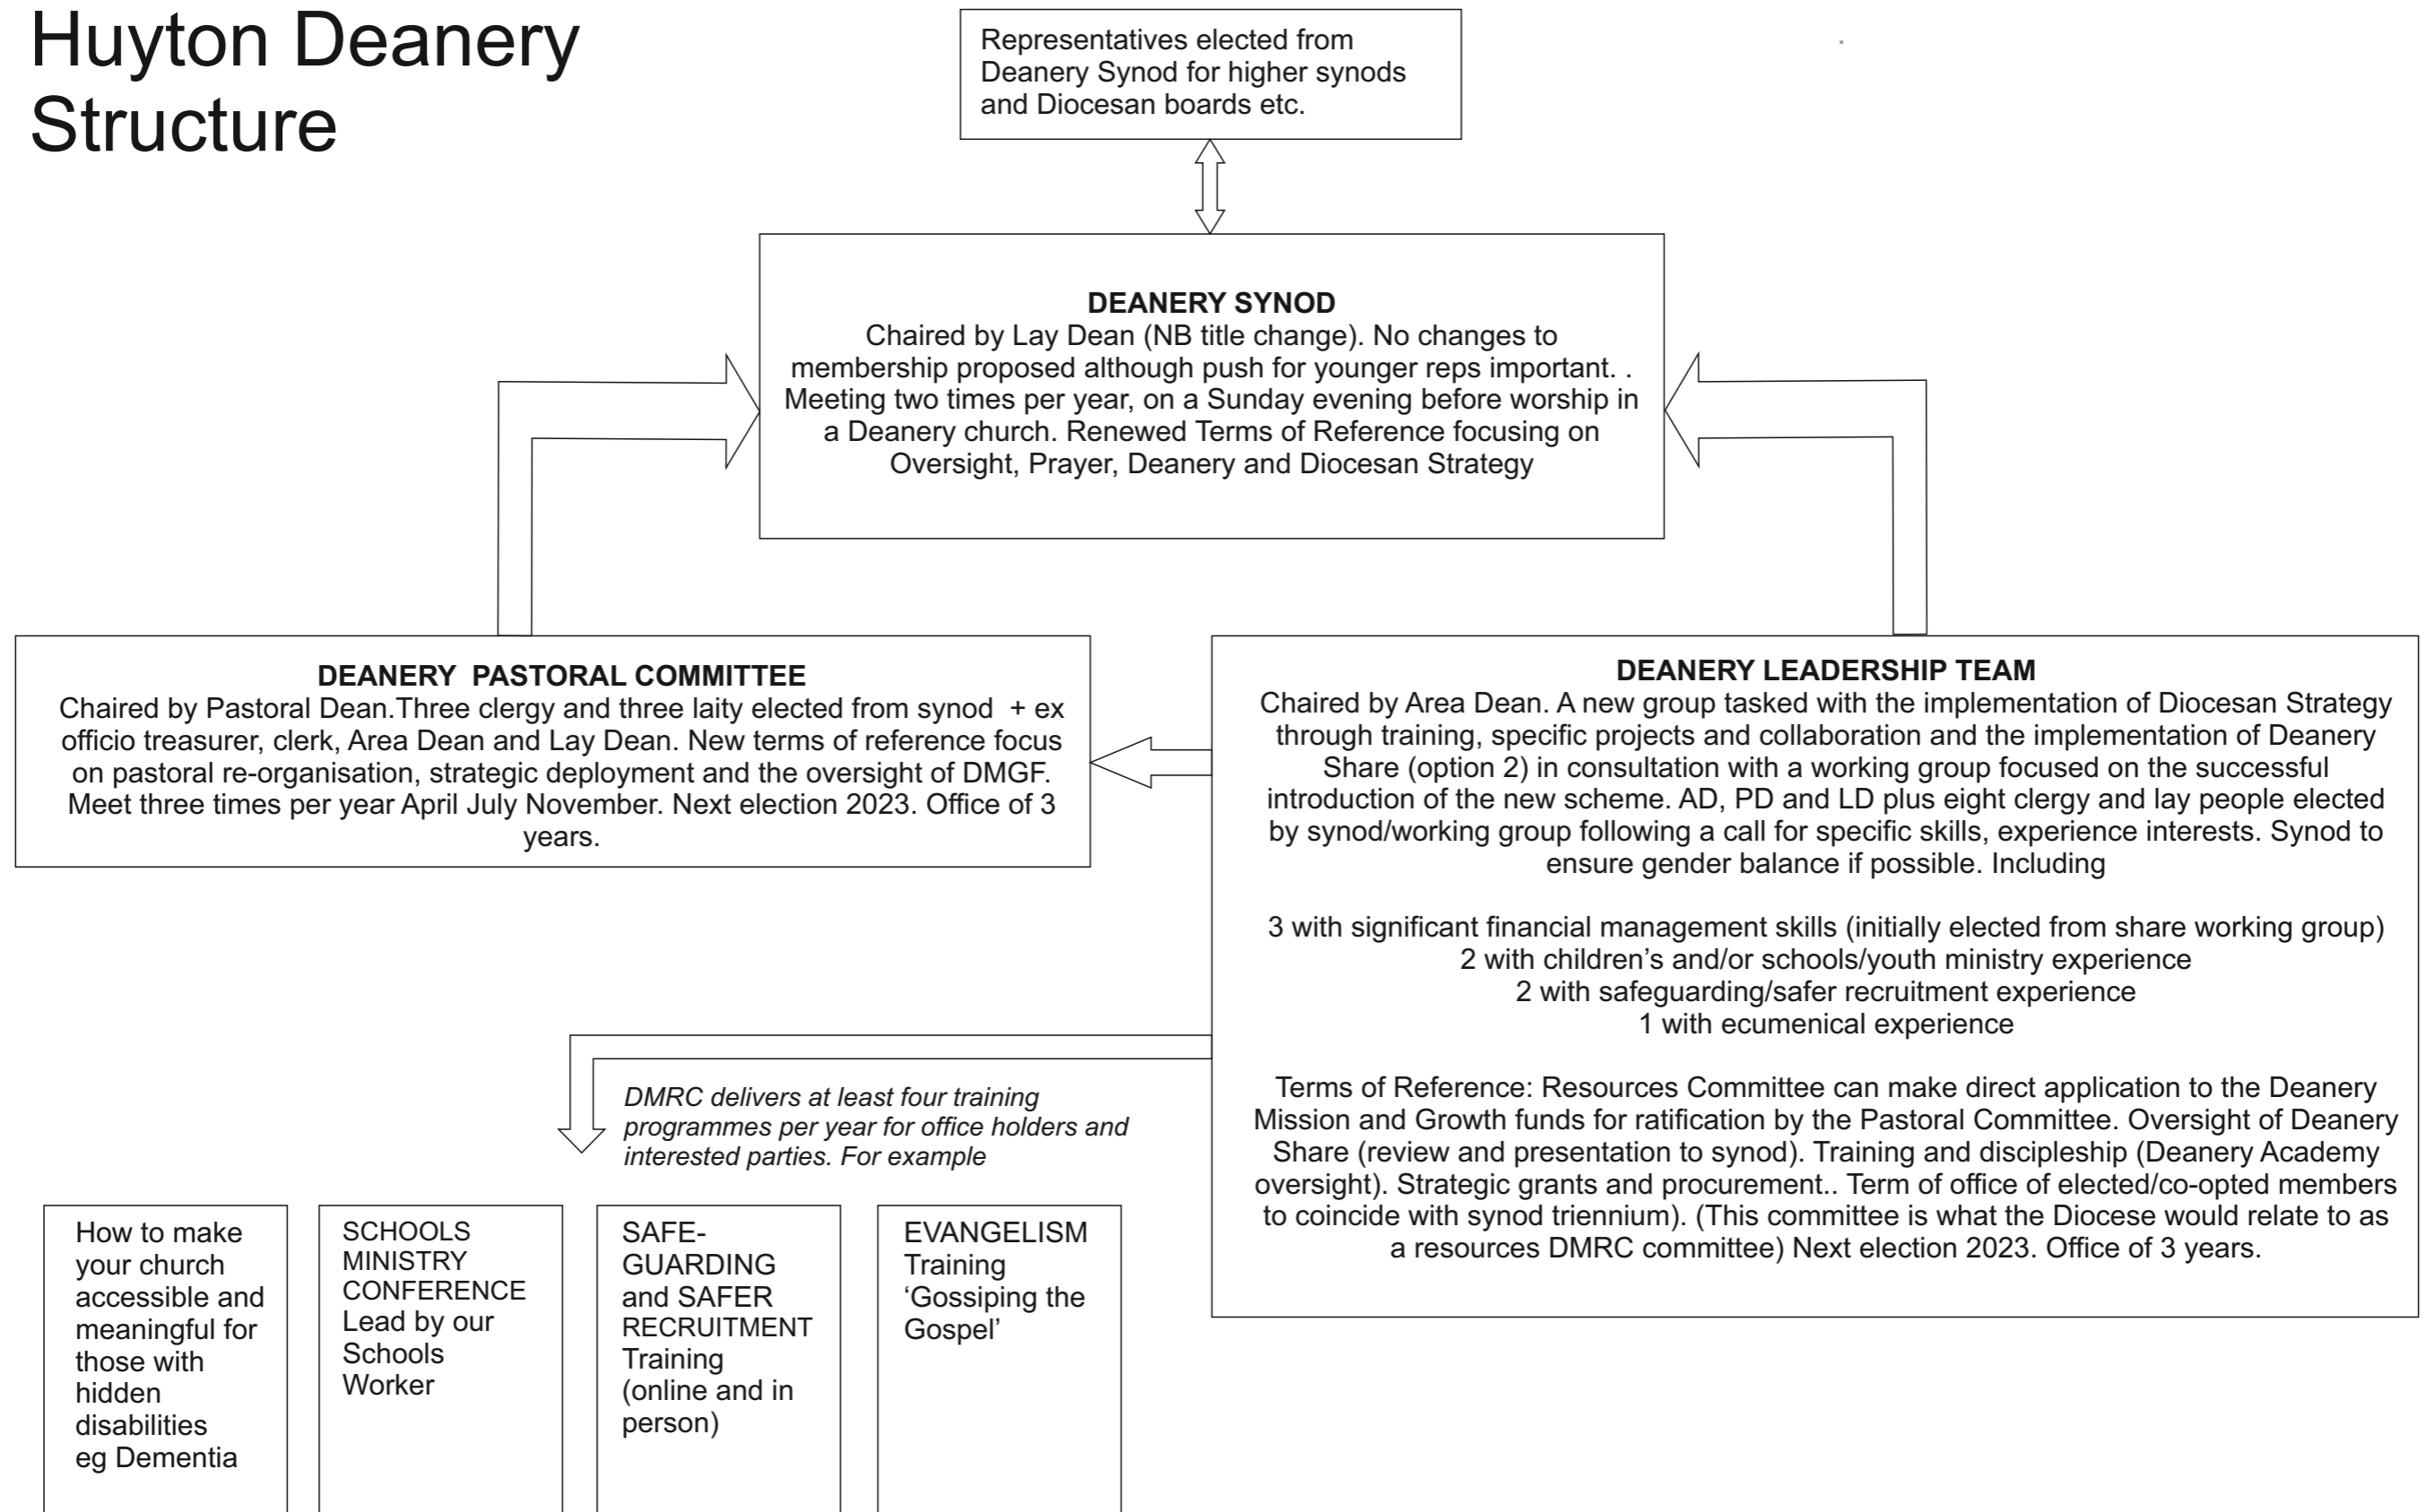 Huyton Deanery
Structure
Representatives elected from
Deanery Synod for higher synods
and Diocesan boards etc.
DEANERY SYNOD
Chaired by Lay Dean (NB title change). No changes to
membership proposed although push for younger reps important. .
Meeting two times per year, on a Sunday evening before worship in
a Deanery church. Renewed Terms of Reference focusing on
Oversight, Prayer, Deanery and Diocesan Strategy
DEANERY  PASTORAL COMMITTEE
Chaired by Pastoral Dean.Three clergy and three laity elected from synod  + ex
officio treasurer, clerk, Area Dean and Lay Dean. New terms of reference focus
on pastoral re-organisation, strategic deployment and the oversight of DMGF.
Meet three times per year April July November. Next election 2023. Office of 3
years.
DEANERY LEADERSHIP TEAM
Chaired by Area Dean. A new group tasked with the implementation of Diocesan Strategy
through training, specific projects and collaboration and the implementation of Deanery
Share (option 2) in consultation with a working group focused on the successful
introduction of the new scheme. AD, PD and LD plus eight clergy and lay people elected
by synod/working group following a call for specific skills, experience interests. Synod to
ensure gender balance if possible. Including
3 with significant financial management skills (initially elected from share working group)
2 with children’s and/or schools/youth ministry experience
2 with safeguarding/safer recruitment experience
1 with ecumenical experience
Terms of Reference: Resources Committee can make direct application to the Deanery
Mission and Growth funds for ratification by the Pastoral Committee. Oversight of Deanery
Share (review and presentation to synod). Training and discipleship (Deanery Academy
oversight). Strategic grants and procurement.. Term of office of elected/co-opted members
to coincide with synod triennium). (This committee is what the Diocese would relate to as
a resources DMRC committee) Next election 2023. Office of 3 years.
DMRC delivers at least four training
programmes per year for office holders and
interested parties. For example
How to make
your church
accessible and
meaningful for
those with
hidden
disabilities
eg Dementia
SCHOOLS
MINISTRY
CONFERENCE
Lead by our
Schools
Worker
SAFE-
GUARDING
and SAFER
RECRUITMENT
Training
(online and in
person)
EVANGELISM
Training
‘Gossiping the
Gospel’